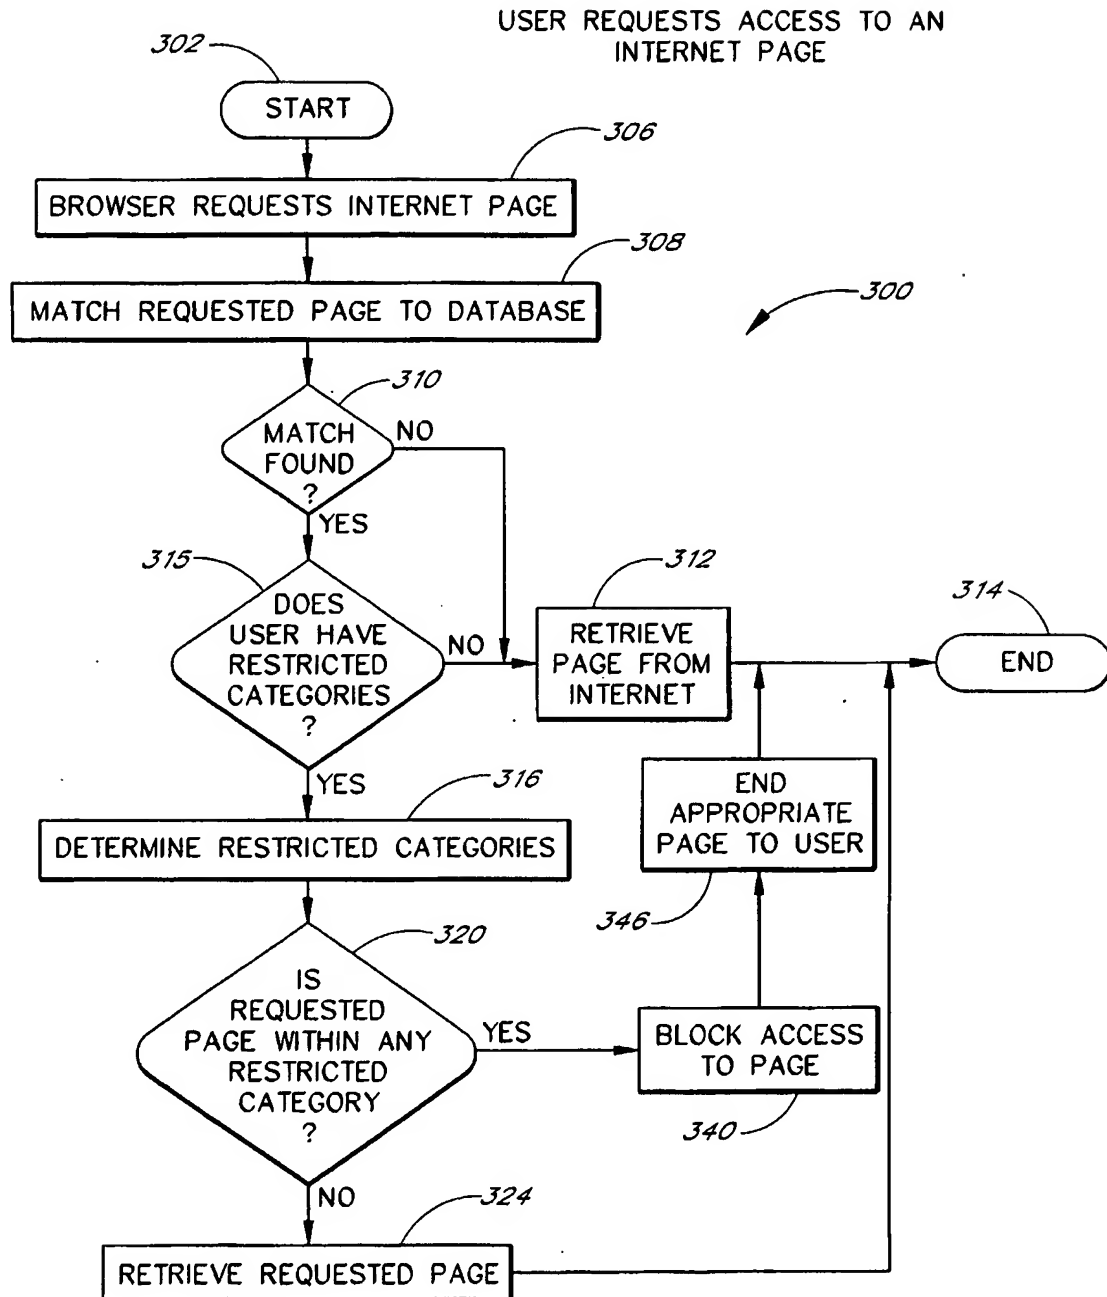 USER REQUESTS ACCESS TO AN
INTERNET PAGE
302
START
306
BROWSER REQUESTS INTERNET PAGE
308
MATCH REQUESTED PAGE TO DATABASE
300
310
MATCH
FOUND
?
NO
YES
315
DOES
USER HAVE
RESTRICTED
CATEGORIES
?
NO
312
RETRIEVE
PAGE FROM
INTERNET
314
END
YES
316
DETERMINE RESTRICTED CATEGORIES
END
APPROPRIATE
PAGE TO USER
346
320
IS
REQUESTED
PAGE WITHIN ANY
RESTRICTED
CATEGORY
?
YES
BLOCK ACCESS
TO PAGE
340
NO
324
RETRIEVE REQUESTED PAGE